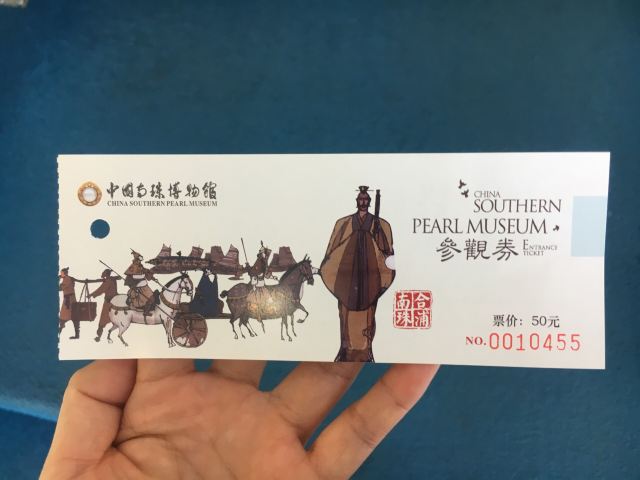 中国南珠博物馆
CHINA SOUTHERN PEARL MUSEUM
CHINA
SOUTHERN
PEARL MUSEUM
參觀券
ENTRANCE
TICKET
合浦
南珠
票价：50元
NO.0010455